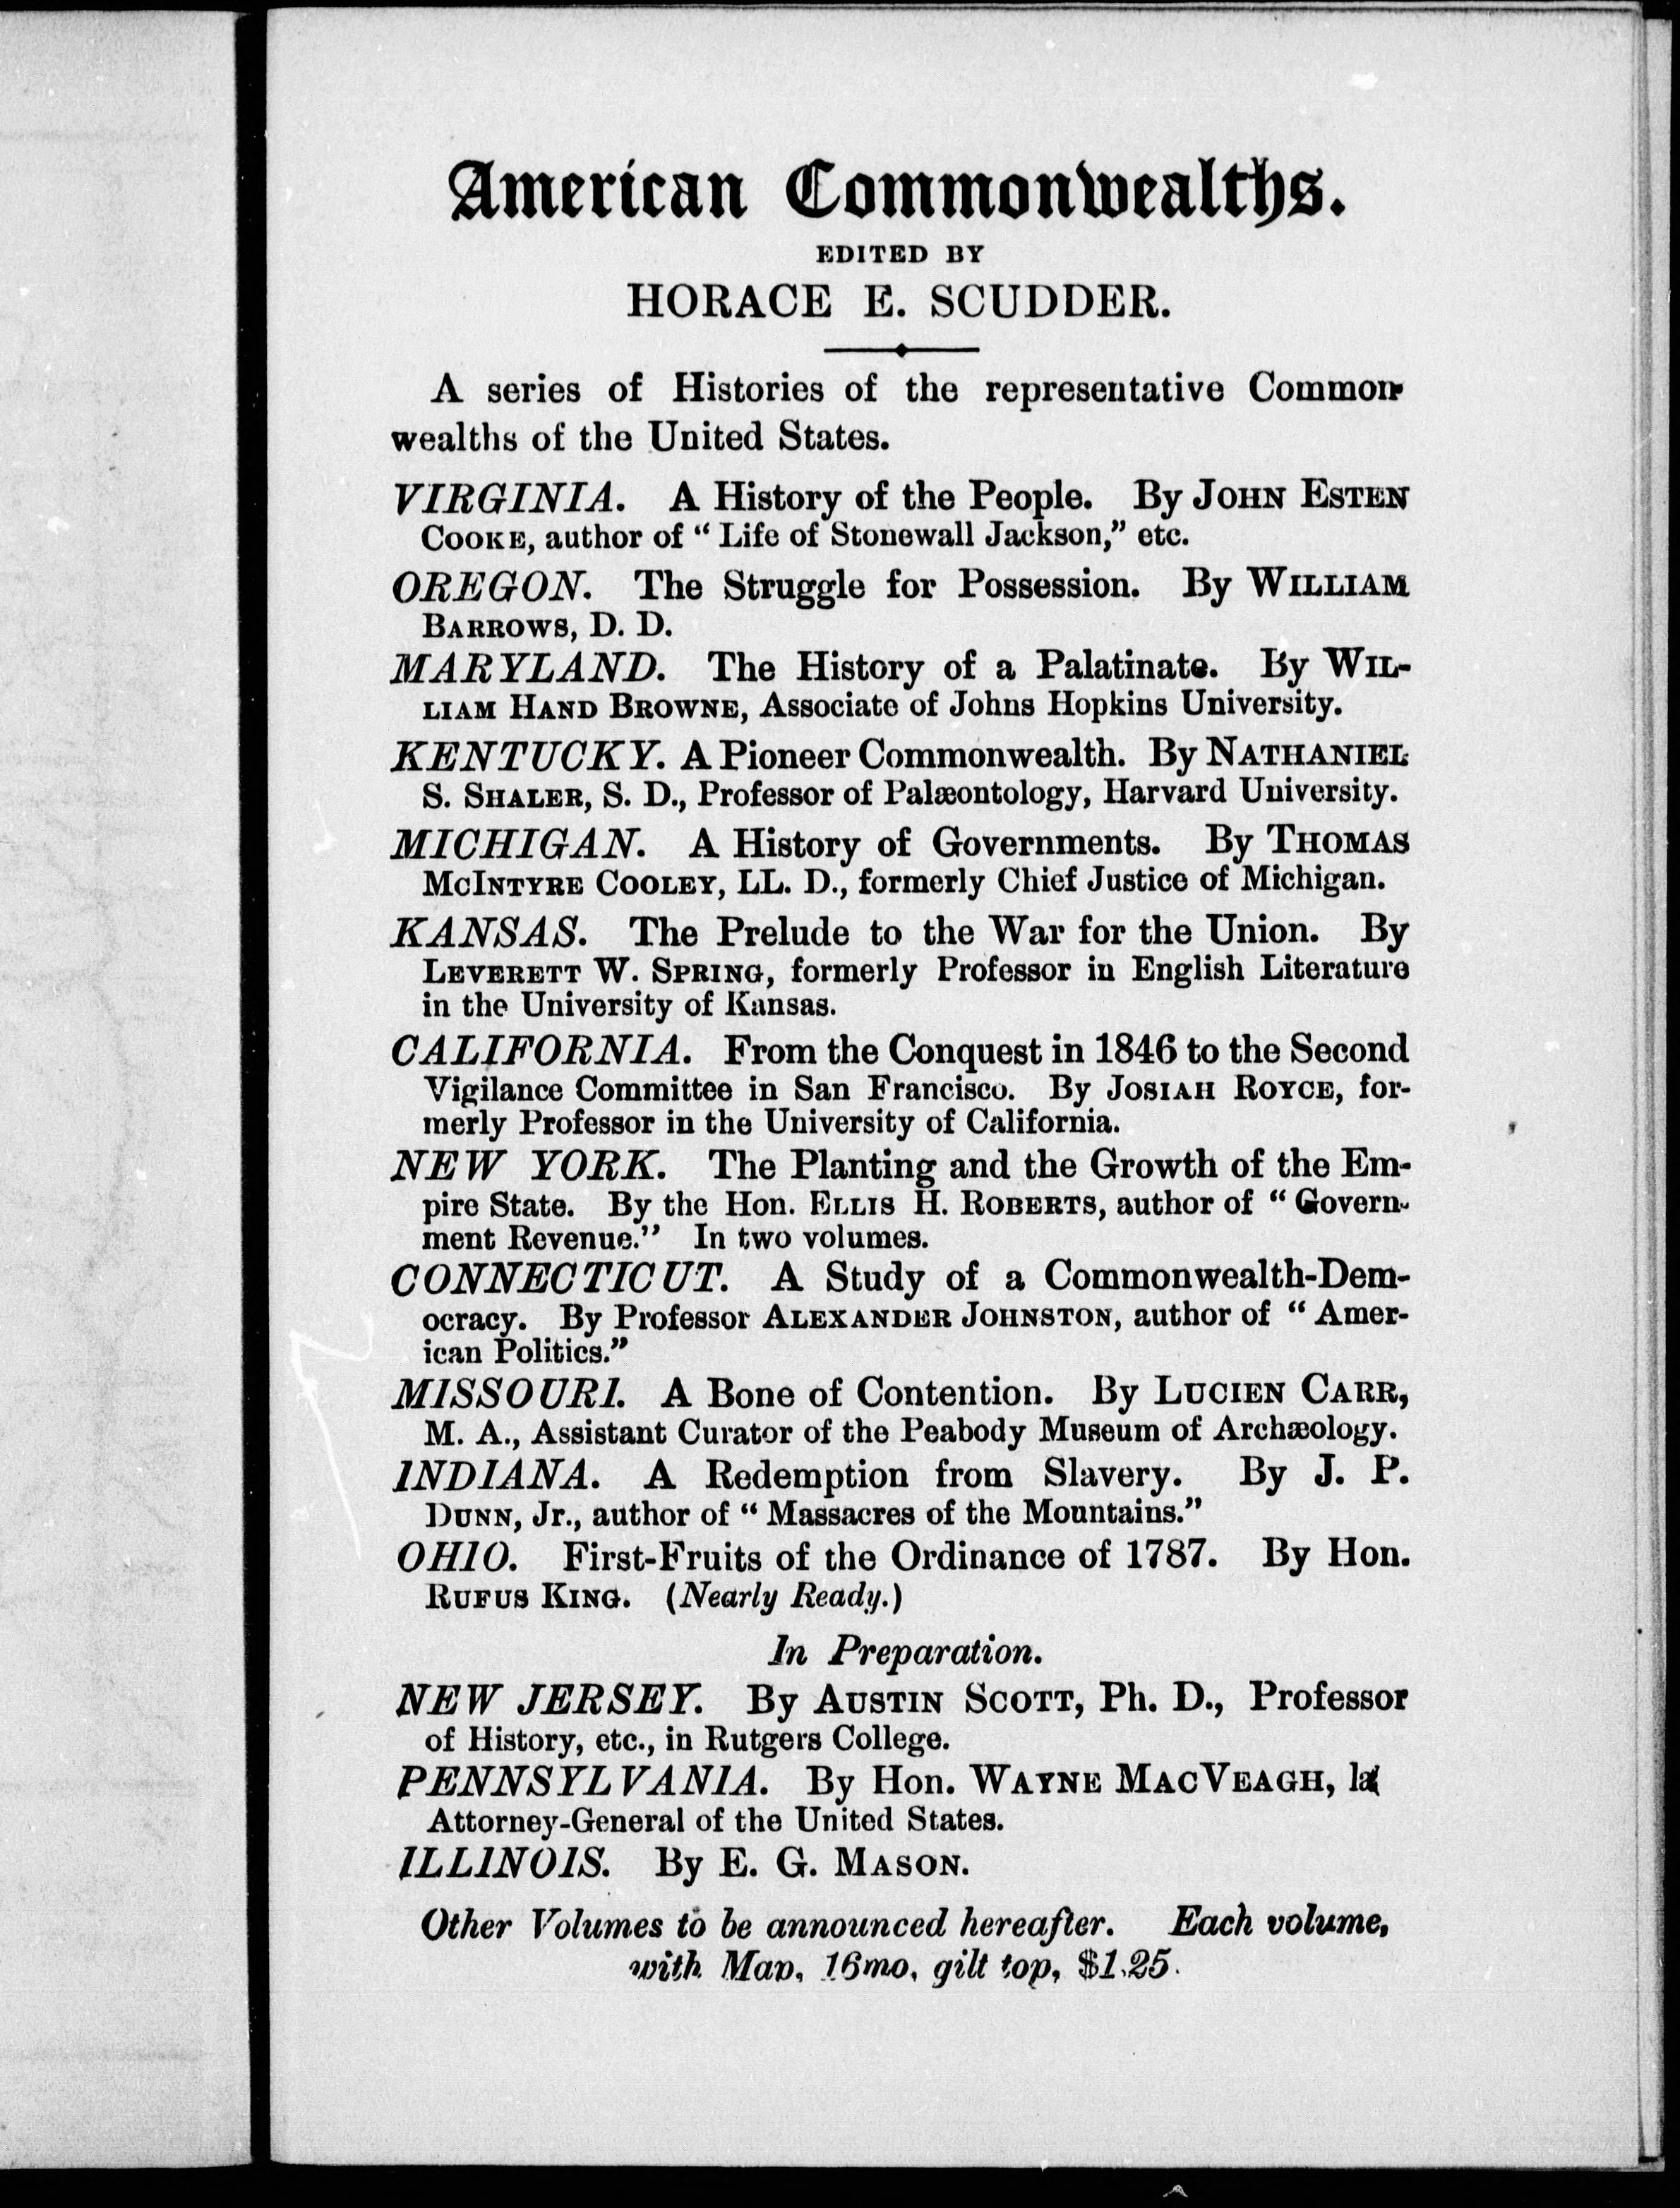 American Commonwealths.
EDITED BY
HORACE E. SCUDDER.
A series of Histories of the representative Common-
wealths of the United States.
VIRGINIA. A History of the People. By JOHN ESTEN
COOKE, author of “ Life of Stonewall Jackson,” etc.
OREGON. The Struggle for Possession. By WILLIAM
BARROWS, D. D.
MARYLAND. The History of a Palatinate. By WIL-
LIAM HAND BROWNE, Associate of Johns Hopkins University.
KENTUCKY. A Pioneer Commonwealth. By NATHANIEL
S. SHALER, S. D., Professor of Palæontology, Harvard University.
MICHIGAN. A History of Governments. By THOMAS
MCINTYRE COOLEY, LL. D., formerly Chief Justice of Michigan.
KANSAS. The Prelude to the War for the Union. By
LEVERETT W. SPRING, formerly Professor in English Literature
in the University of Kansas.
CALIFORNIA. From the Conquest in 1846 to the Second
Vigilance Committee in San Francisco. By JOSIAH ROYCE, for-
merly Professor in the University of California.
NEW YORK. The Planting and the Growth of the Em-
pire State. By the Hon. ELLIS H. ROBERTS, author of “ Govern-
ment Revenue.” In two volumes.
CONNECTICUT. A Study of a Commonwealth-Dem-
ocracy. By Professor ALEXANDER JOHNSTON, author of “ Amer-
ican Politics.”
MISSOURI. A Bone of Contention. By LUCIEN CARR,
M. A., Assistant Curator of the Peabody Museum of Archæology.
INDIANA. A Redemption from Slavery. By J. P.
DUNN, Jr., author of “ Massacres of the Mountains.”
OHIO. First-Fruits of the Ordinance of 1787. By Hon.
RUFUS KING. (Nearly Ready.)
In Preparation.
NEW JERSEY. By AUSTIN SCOTT, Ph. D., Professor
of History, etc., in Rutgers College.
PENNSYLVANIA. By Hon. WAYNE MACVEAGH,
Attorney-General of the United States.
ILLINOIS. By E. G. MASON.
Other Volumes to be announced hereafter. Each volume,
with Map, 16mo, gilt top, $1.25.